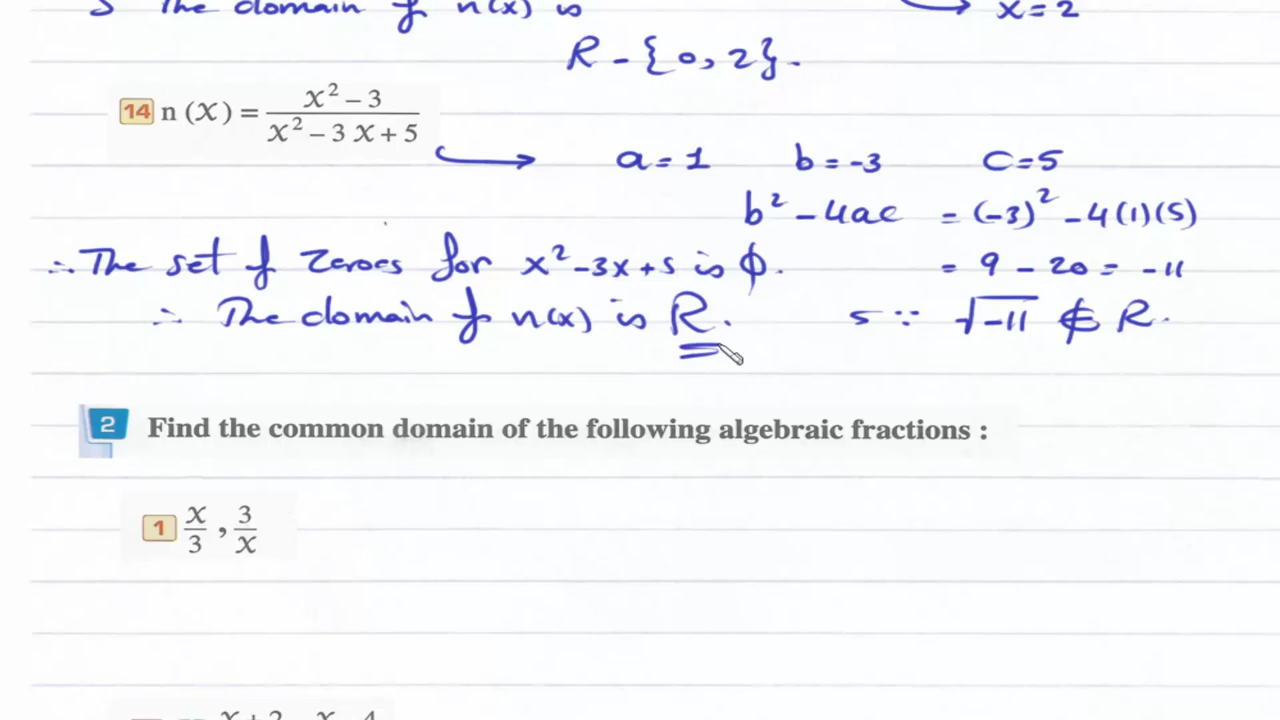 The domain of n(x) is
x=2
R - {0, 2}.
14 n (X) = (X² – 3)/(X² – 3 X + 5)
a = 1 b = -3 C=5
b² - 4ac = (-3)² - 4(1)(5)
∴ The set of zeroes for x²-3x+5 is ϕ. = 9 - 20 = -11
∴ The domain of n(x) is R. ∵ √-11 ∉ R.
2 Find the common domain of the following algebraic fractions :
1 X/3 , 3/X